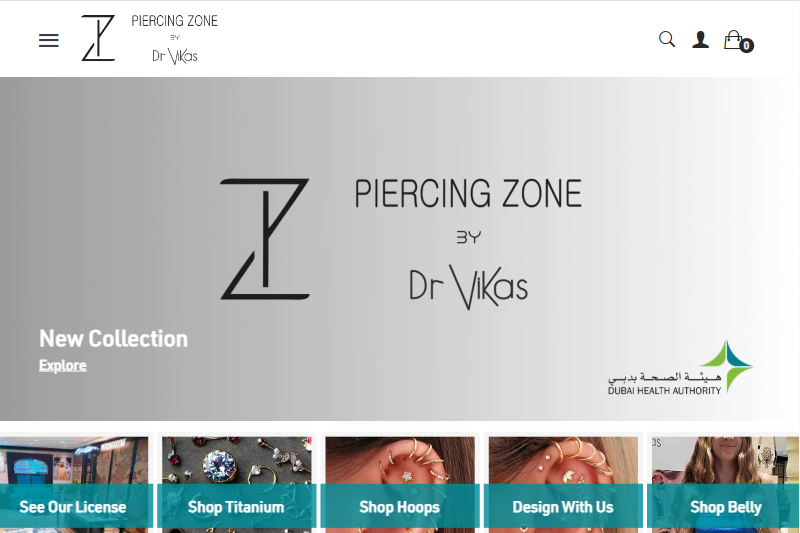 PIERCING ZONE
BY
Dr Vikas
0
PIERCING ZONE
BY
Dr Vikas
New Collection
Explore
هيئة الصحة بدبي
DUBAI HEALTH AUTHORITY
See Our License
Shop Titanium
Shop Hoops
Design With Us
Shop Belly